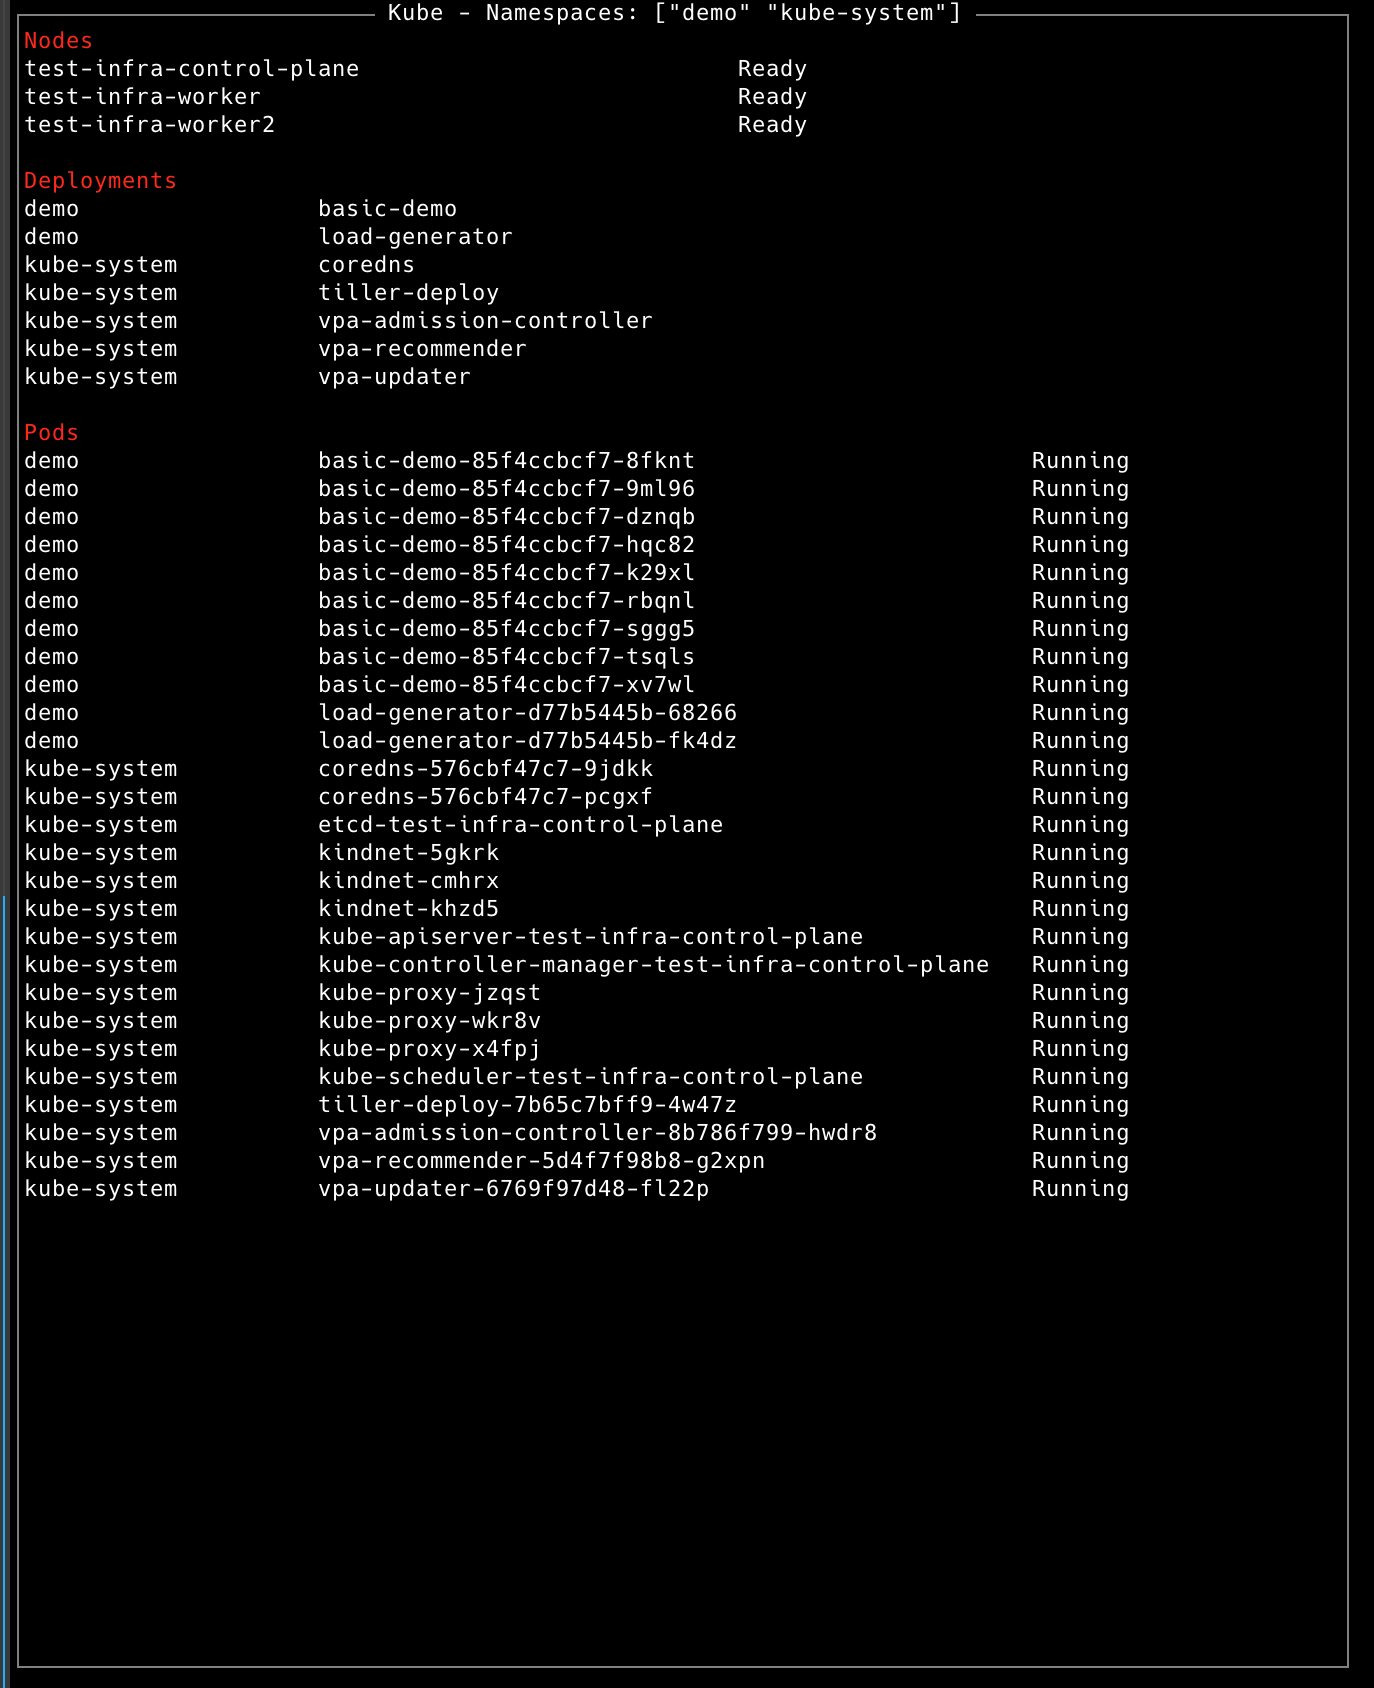 Kube - Namespaces: ["demo" "kube-system"]
Nodes
test-infra-control-plane Ready
test-infra-worker Ready
test-infra-worker2 Ready
Deployments
demo basic-demo
demo load-generator
kube-system coredns
kube-system tiller-deploy
kube-system vpa-admission-controller
kube-system vpa-recommender
kube-system vpa-updater
Pods
demo basic-demo-85f4ccbcf7-8fknt Running
demo basic-demo-85f4ccbcf7-9ml96 Running
demo basic-demo-85f4ccbcf7-dznqb Running
demo basic-demo-85f4ccbcf7-hqc82 Running
demo basic-demo-85f4ccbcf7-k29xl Running
demo basic-demo-85f4ccbcf7-rbqnl Running
demo basic-demo-85f4ccbcf7-sggg5 Running
demo basic-demo-85f4ccbcf7-tsqls Running
demo basic-demo-85f4ccbcf7-xv7wl Running
demo load-generator-d77b5445b-68266 Running
demo load-generator-d77b5445b-fk4dz Running
kube-system coredns-576cbf47c7-9jdkk Running
kube-system coredns-576cbf47c7-pcgxf Running
kube-system etcd-test-infra-control-plane Running
kube-system kindnet-5gkrk Running
kube-system kindnet-cmhrx Running
kube-system kindnet-khzd5 Running
kube-system kube-apiserver-test-infra-control-plane Running
kube-system kube-controller-manager-test-infra-control-plane Running
kube-system kube-proxy-jzqst Running
kube-system kube-proxy-wkr8v Running
kube-system kube-proxy-x4fpj Running
kube-system kube-scheduler-test-infra-control-plane Running
kube-system tiller-deploy-7b65c7bff9-4w47z Running
kube-system vpa-admission-controller-8b786f799-hwdr8 Running
kube-system vpa-recommender-5d4f7f98b8-g2xpn Running
kube-system vpa-updater-6769f97d48-fl22p Running